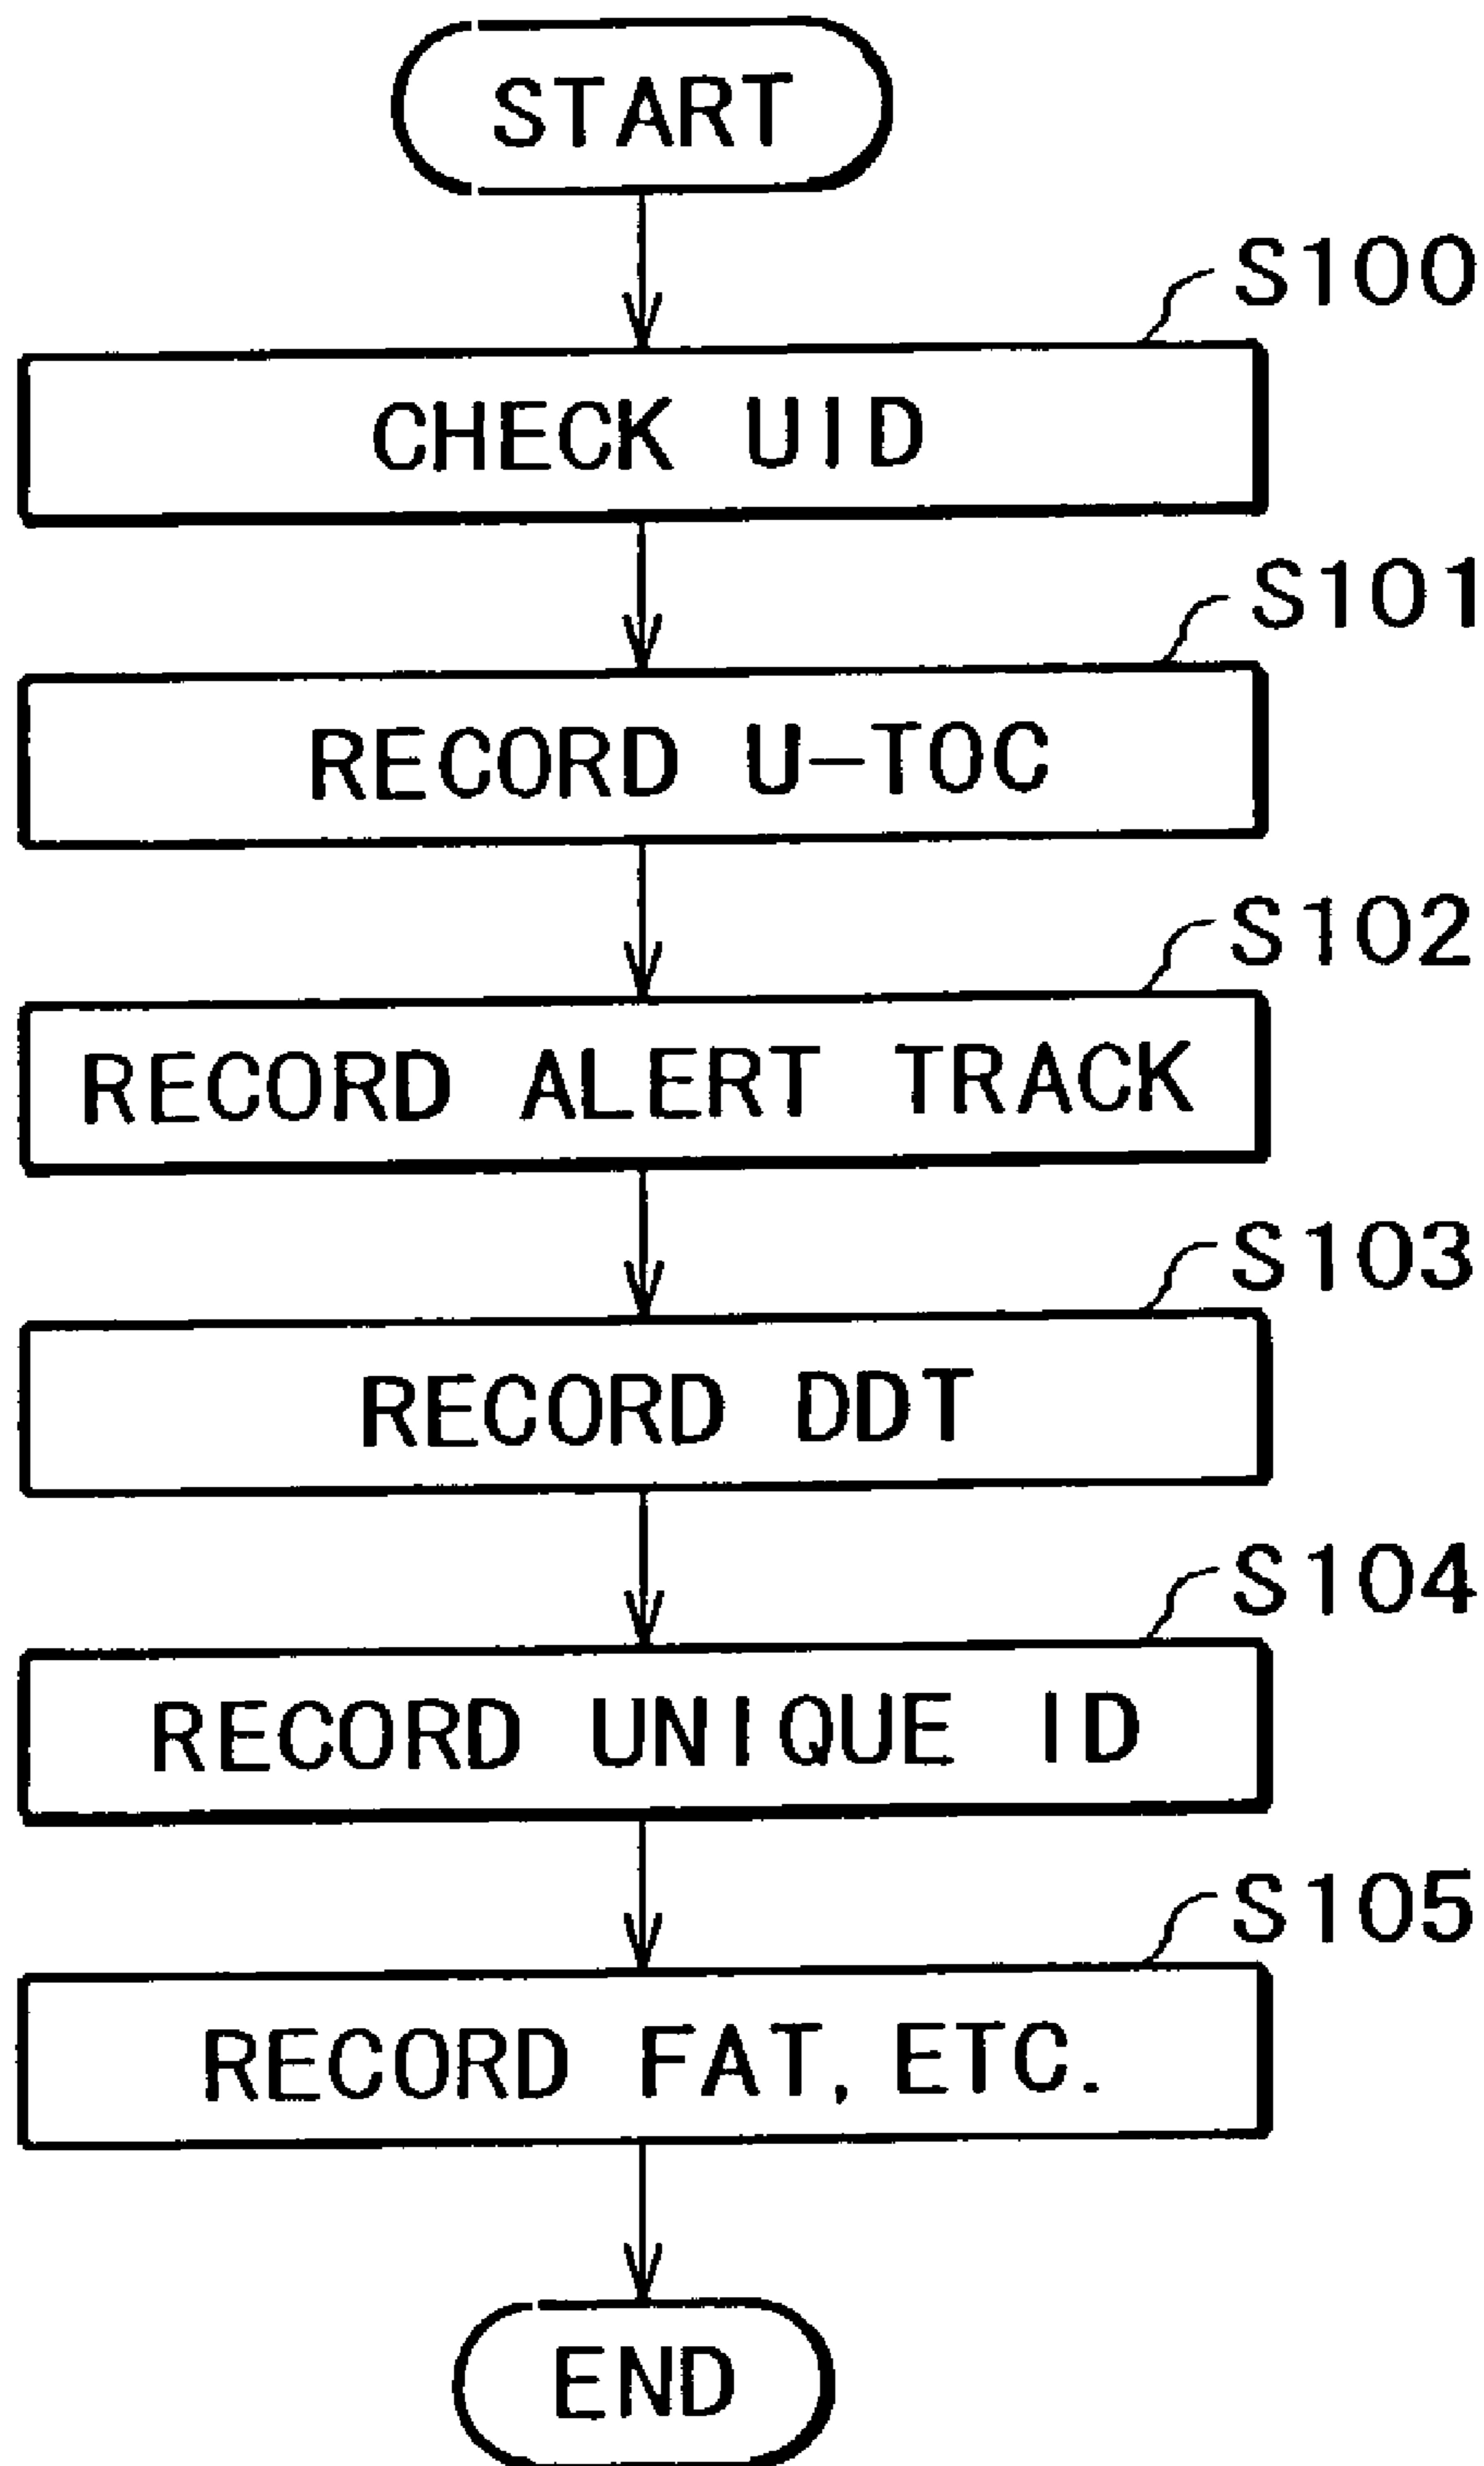 START
S100
CHECK UID
S101
RECORD U-TOC
S102
RECORD ALERT TRACK
S103
RECORD DDT
S104
RECORD UNIQUE ID
S105
RECORD FAT, ETC.
END